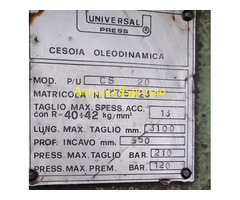 UNIVERSAL
PRESS
CESOIA OLEODINAMICA
MOD. P/U CS 20
MATRICOLA N°
TAGLIO MAX. SPESS. ACC.
con R=40÷42 kg/mm² 13
LUNG. MAX. TAGLIO mm. 3100
PROF. INCAVO mm. 550
PRESS. MAX. TAGLIO BAR. 210
PRESS. MAX. PREM. BAR. 120